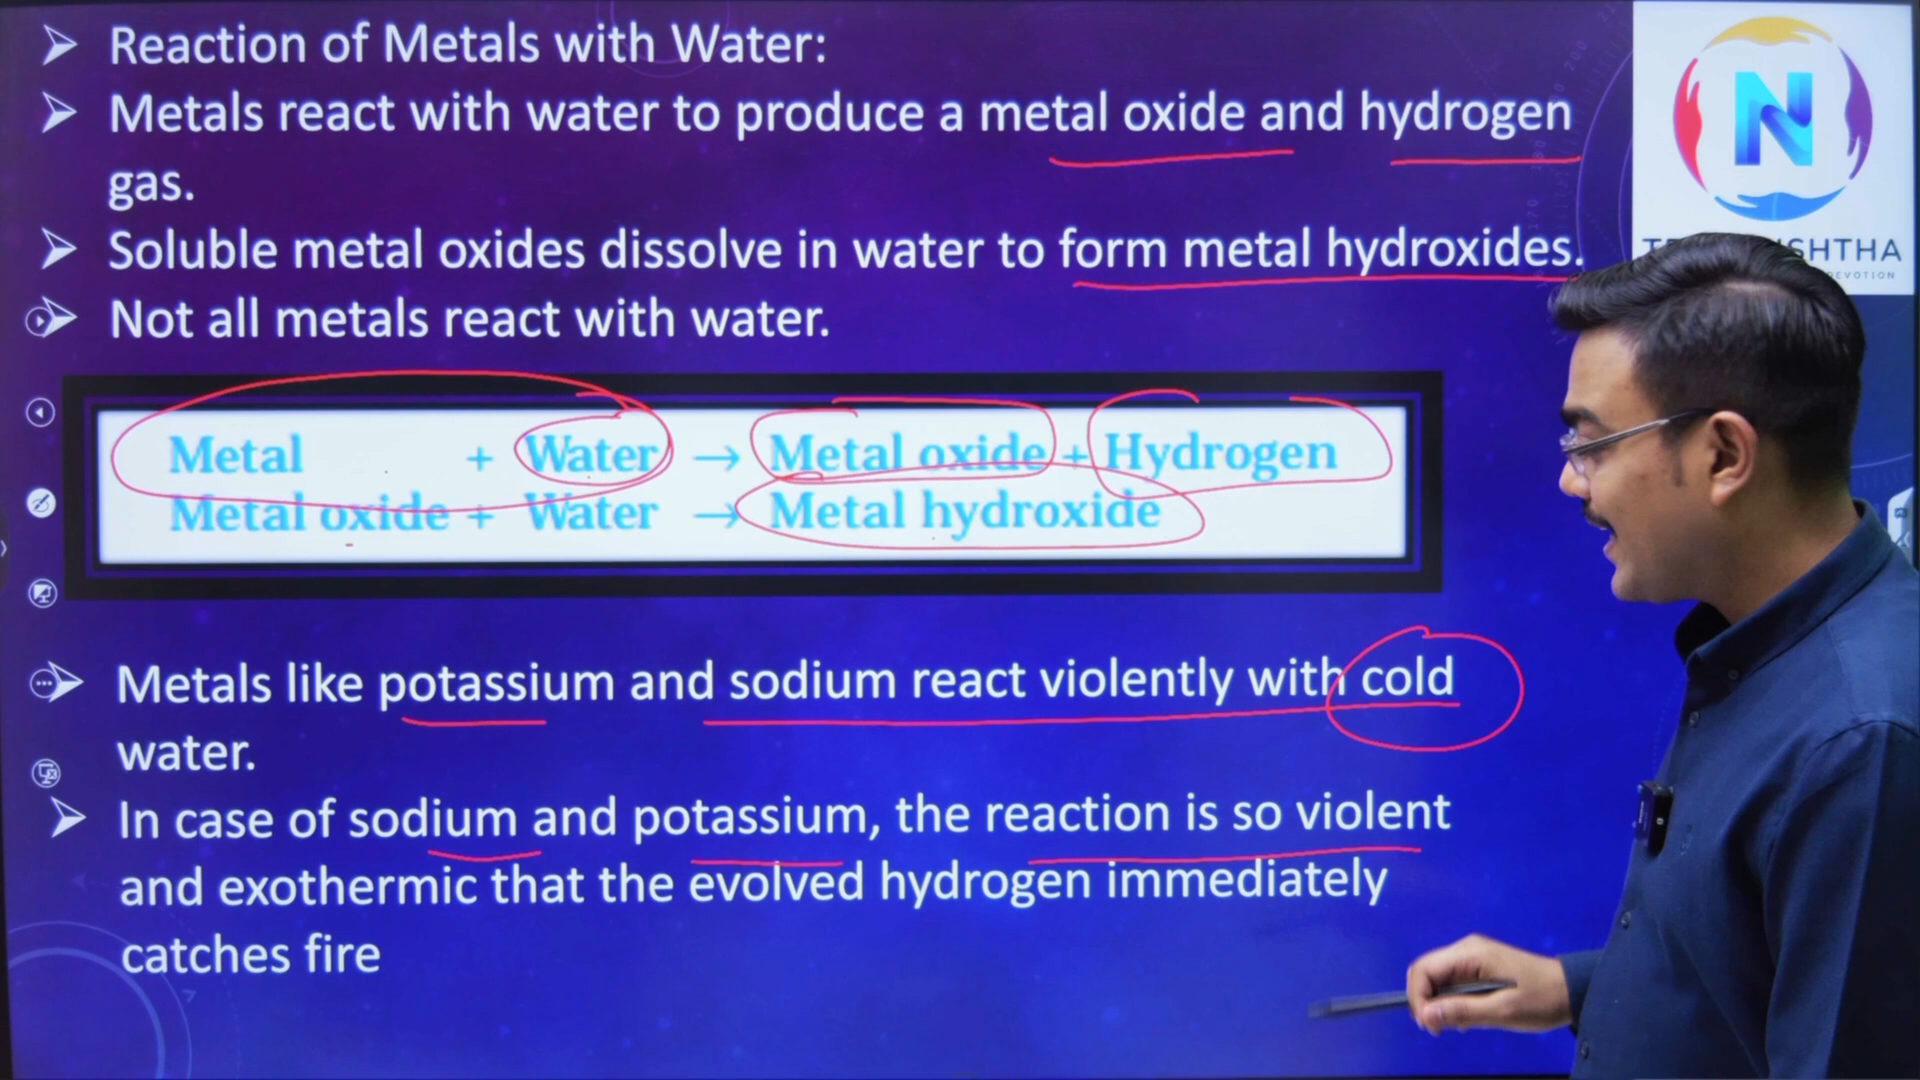 Reaction of Metals with Water:
Metals react with water to produce a metal oxide and hydrogen
gas.
Soluble metal oxides dissolve in water to form metal hydroxides.
Not all metals react with water.
Metal + Water → Metal oxide + Hydrogen
Metal oxide + Water → Metal hydroxide
Metals like potassium and sodium react violently with cold
water.
In case of sodium and potassium, the reaction is so violent
and exothermic that the evolved hydrogen immediately
catches fire
N
SHTHA
DEVOTION